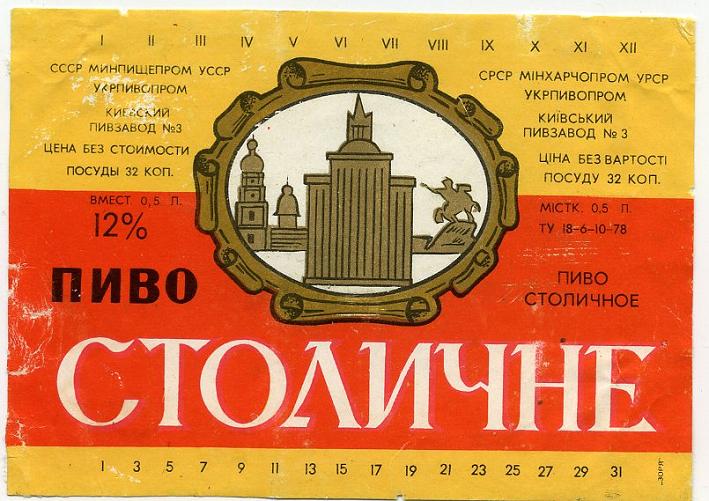 I II III IV V VI VII VIII IX X XI XII
СССР МИНПИЩЕПРОМ УССР
УКРПИВОПРОМ
КИЕВСКИЙ
ПИВЗАВОД №3
ЦЕНА БЕЗ СТОИМОСТИ
ПОСУДЫ 32 КОП.
ВМЕСТ. 0,5 Л.
12%
СРСР МІНХАРЧОПРОМ УРСР
УКРПИВОПРОМ
КИЇВСЬКИЙ
ПИВЗАВОД № 3
ЦІНА БЕЗ ВАРТОСТІ
ПОСУДУ 32 КОП.
МІСТК. 0,5 Л.
ТУ 18-6-10-78
ПИВО
ПИВО
СТОЛИЧНОЕ
СТОЛИЧНЕ
1 3 5 7 9 11 13 15 17 19 21 23 25 27 29 31
„ЗОРЯ"